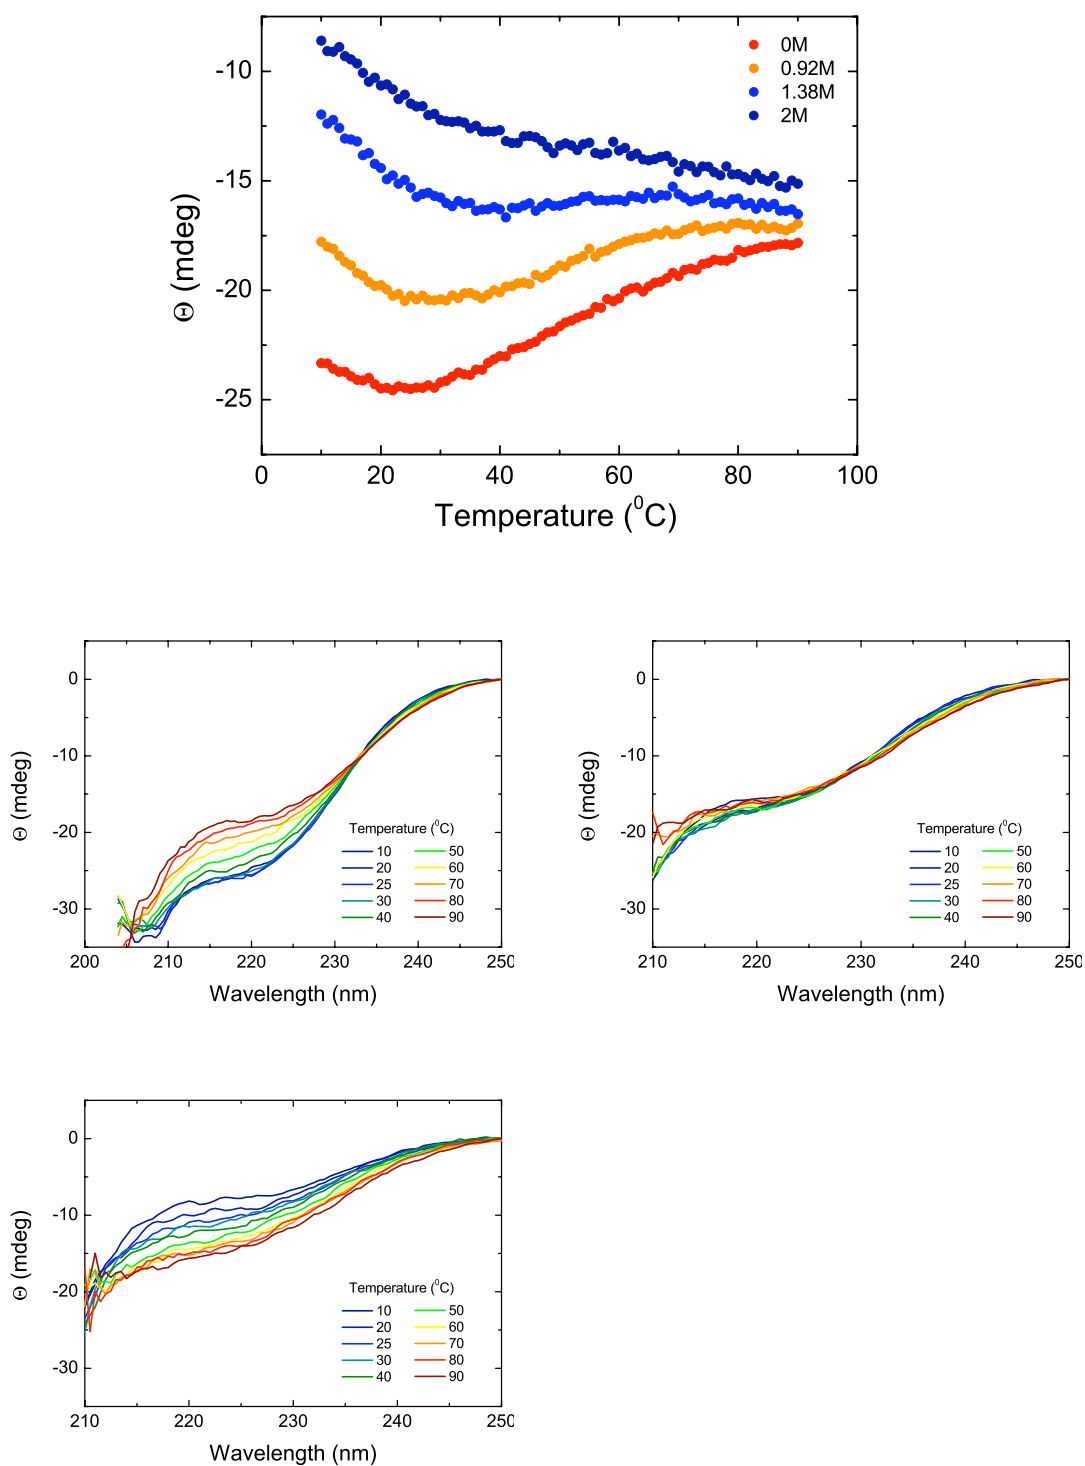 -10
-15
-20
-25
Θ (mdeg)
0M
0.92M
1.38M
2M
0 20 40 60 80 100
Temperature (⁰C)
0
-10
-20
-30
Θ (mdeg)
Temperature (⁰C)
10 50
20 60
25 70
30 80
40 90
200 210 220 230 240 250
Wavelength (nm)
0
-10
-20
-30
Θ (mdeg)
Temperature (⁰C)
10 50
20 60
25 70
30 80
40 90
210 220 230 240 250
Wavelength (nm)
0
-10
-20
-30
Θ (mdeg)
Temperature (⁰C)
10 50
20 60
25 70
30 80
40 90
210 220 230 240 250
Wavelength (nm)